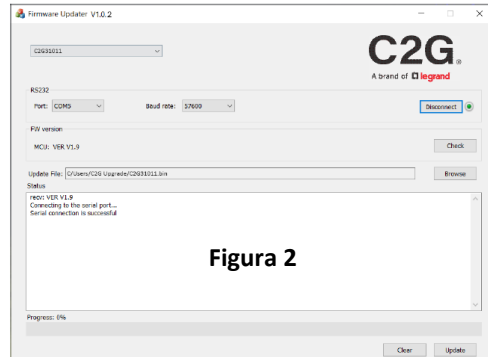 Firmware Updater V1.0.2
C2G31011
C2G®
A brand of legrand
RS232
Port: COM5 Baud rate: 57600 Disconnect
FW version
MCU: VER V1.9 Check
Update File: C/Users/C2G Upgrade/C2G31011.bin Browse
Status
recv: VER V1.9
Connecting to the serial port...
Serial connection is successful
Figura 2
Progress: 0%
Clear Update